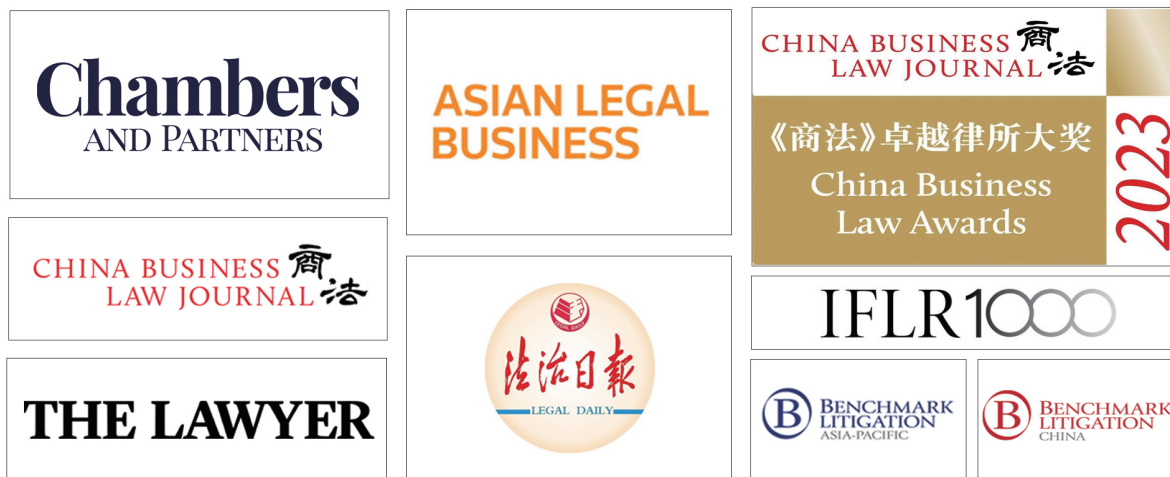 Chambers
AND PARTNERS
ASIAN LEGAL
BUSINESS
CHINA BUSINESS 商
LAW JOURNAL 法
《商法》卓越律所大奖
China Business
Law Awards
2023
CHINA BUSINESS 商
LAW JOURNAL 法
THE LAWYER
LEGAL DAILY
法治日報
LEGAL DAILY
IFLR1000
B BENCHMARK
LITIGATION
ASIA-PACIFIC
B BENCHMARK
LITIGATION
CHINA